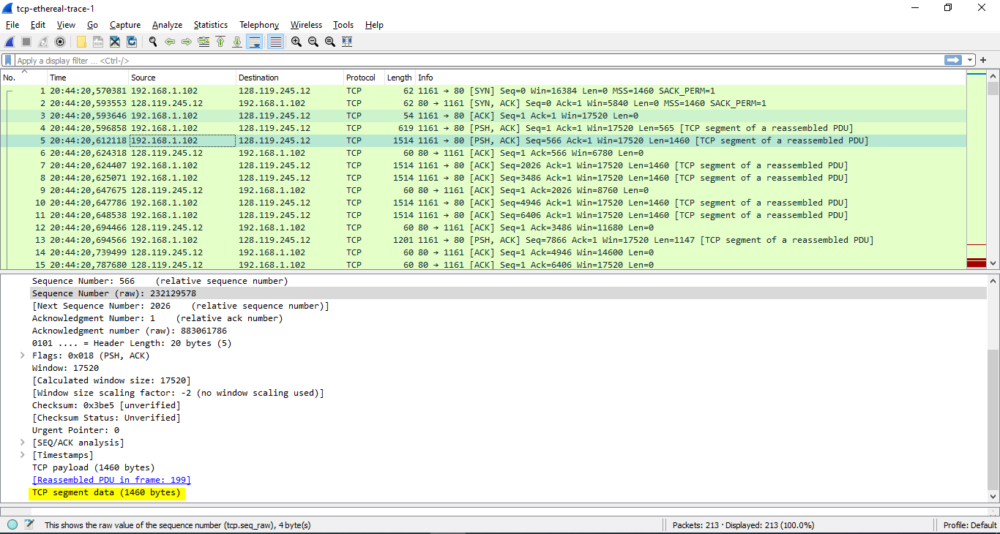 tcp-ethereal-trace-1
File Edit View Go Capture Analyze Statistics Telephony Wireless Tools Help
Apply a display filter ... <Ctrl-/>
No. Time Source Destination Protocol Length Info
1 20:44:20,570381 192.168.1.102 128.119.245.12 TCP 62 1161 → 80 [SYN] Seq=0 Win=16384 Len=0 MSS=1460 SACK_PERM=1
2 20:44:20,593553 128.119.245.12 192.168.1.102 TCP 62 80 → 1161 [SYN, ACK] Seq=0 Ack=1 Win=5840 Len=0 MSS=1460 SACK_PERM=1
3 20:44:20,593646 192.168.1.102 128.119.245.12 TCP 54 1161 → 80 [ACK] Seq=1 Ack=1 Win=17520 Len=0
4 20:44:20,596858 192.168.1.102 128.119.245.12 TCP 619 1161 → 80 [PSH, ACK] Seq=1 Ack=1 Win=17520 Len=565 [TCP segment of a reassembled PDU]
5 20:44:20,612118 192.168.1.102 128.119.245.12 TCP 1514 1161 → 80 [PSH, ACK] Seq=566 Ack=1 Win=17520 Len=1460 [TCP segment of a reassembled PDU]
6 20:44:20,624318 128.119.245.12 192.168.1.102 TCP 60 80 → 1161 [ACK] Seq=1 Ack=566 Win=6780 Len=0
7 20:44:20,624407 192.168.1.102 128.119.245.12 TCP 1514 1161 → 80 [ACK] Seq=2026 Ack=1 Win=17520 Len=1460 [TCP segment of a reassembled PDU]
8 20:44:20,625071 192.168.1.102 128.119.245.12 TCP 1514 1161 → 80 [ACK] Seq=3486 Ack=1 Win=17520 Len=1460 [TCP segment of a reassembled PDU]
9 20:44:20,647675 128.119.245.12 192.168.1.102 TCP 60 80 → 1161 [ACK] Seq=1 Ack=2026 Win=8760 Len=0
10 20:44:20,647786 192.168.1.102 128.119.245.12 TCP 1514 1161 → 80 [ACK] Seq=4946 Ack=1 Win=17520 Len=1460 [TCP segment of a reassembled PDU]
11 20:44:20,648538 192.168.1.102 128.119.245.12 TCP 1514 1161 → 80 [ACK] Seq=6406 Ack=1 Win=17520 Len=1460 [TCP segment of a reassembled PDU]
12 20:44:20,694466 128.119.245.12 192.168.1.102 TCP 60 80 → 1161 [ACK] Seq=1 Ack=3486 Win=11680 Len=0
13 20:44:20,694566 192.168.1.102 128.119.245.12 TCP 1201 1161 → 80 [PSH, ACK] Seq=7866 Ack=1 Win=17520 Len=1147 [TCP segment of a reassembled PDU]
14 20:44:20,739499 128.119.245.12 192.168.1.102 TCP 60 80 → 1161 [ACK] Seq=1 Ack=4946 Win=14600 Len=0
15 20:44:20,787680 128.119.245.12 192.168.1.102 TCP 60 80 → 1161 [ACK] Seq=1 Ack=6406 Win=17520 Len=0
Sequence Number: 566 (relative sequence number)
Sequence Number (raw): 232129578
[Next Sequence Number: 2026 (relative sequence number)]
Acknowledgment Number: 1 (relative ack number)
Acknowledgment number (raw): 883061786
0101 .... = Header Length: 20 bytes (5)
Flags: 0x018 (PSH, ACK)
Window: 17520
[Calculated window size: 17520]
[Window size scaling factor: -2 (no window scaling used)]
Checksum: 0x3be5 [unverified]
[Checksum Status: Unverified]
Urgent Pointer: 0
[SEQ/ACK analysis]
[Timestamps]
TCP payload (1460 bytes)
[Reassembled PDU in frame: 199]
TCP segment data (1460 bytes)
This shows the raw value of the sequence number (tcp.seq_raw), 4 byte(s) Packets: 213 · Displayed: 213 (100.0%) Profile: Default